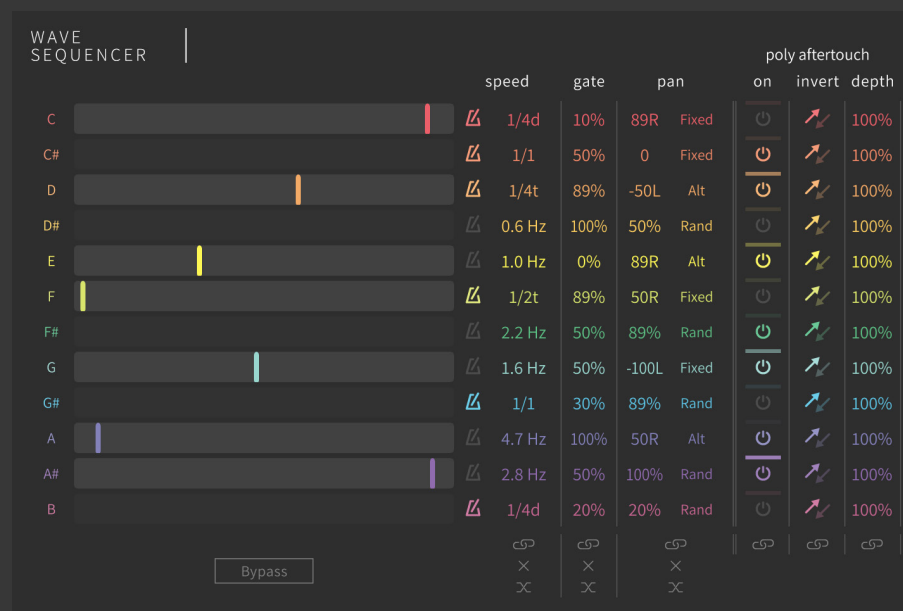 WAVE
SEQUENCER
poly aftertouch
speed gate pan on invert depth
C 1/4d 10% 89R Fixed 100%
C# 1/1 50% 0 Fixed 100%
D 1/4t 89% -50L Alt 100%
D# 0.6 Hz 100% 50% Rand 100%
E 1.0 Hz 0% 89R Alt 100%
F 1/2t 89% 50R Fixed 100%
F# 2.2 Hz 50% 89% Rand 100%
G 1.6 Hz 50% -100L Fixed 100%
G# 1/1 30% 89% Rand 100%
A 4.7 Hz 100% 50R Alt 100%
A# 2.8 Hz 50% 100% Rand 100%
B 1/4d 20% 20% Rand 100%
Bypass